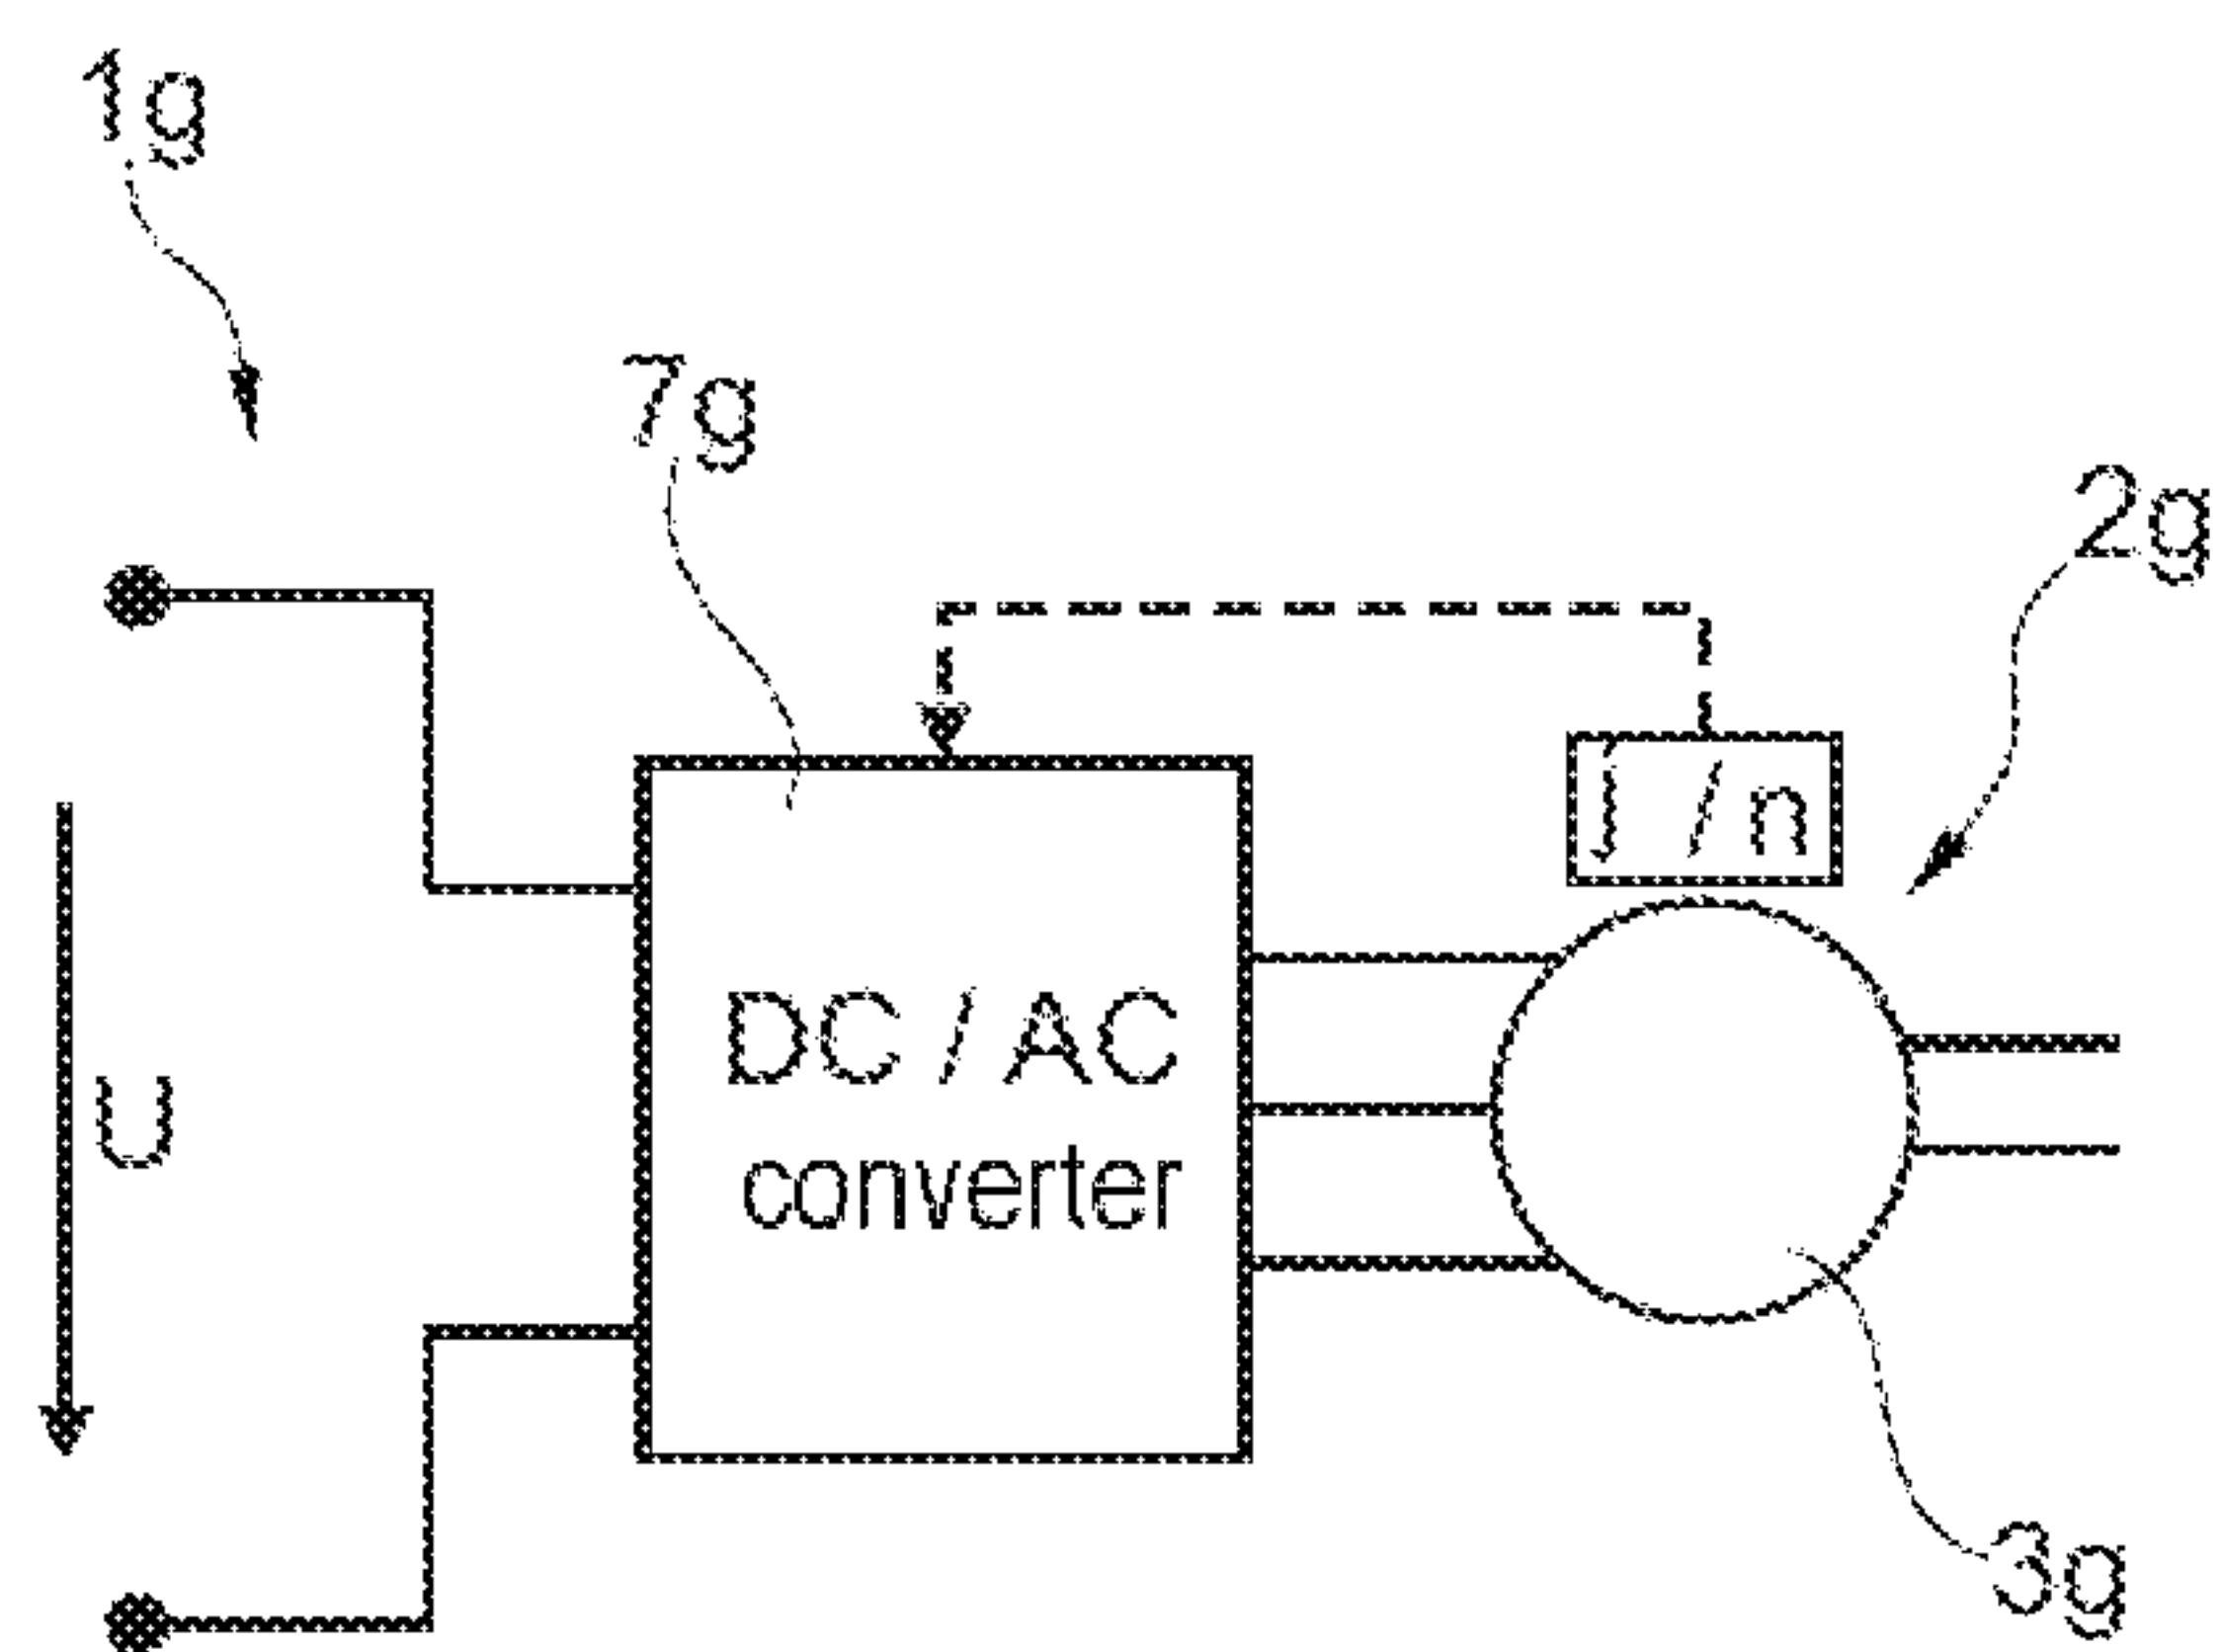 1g
7g
2g
J / n
U
DC / AC
converter
3g